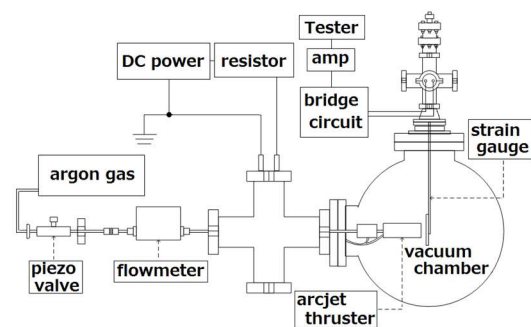 Tester
DC power
resistor
amp
bridge
circuit
strain
gauge
argon gas
piezo
valve
flowmeter
vacuum
chamber
arcjet
thruster